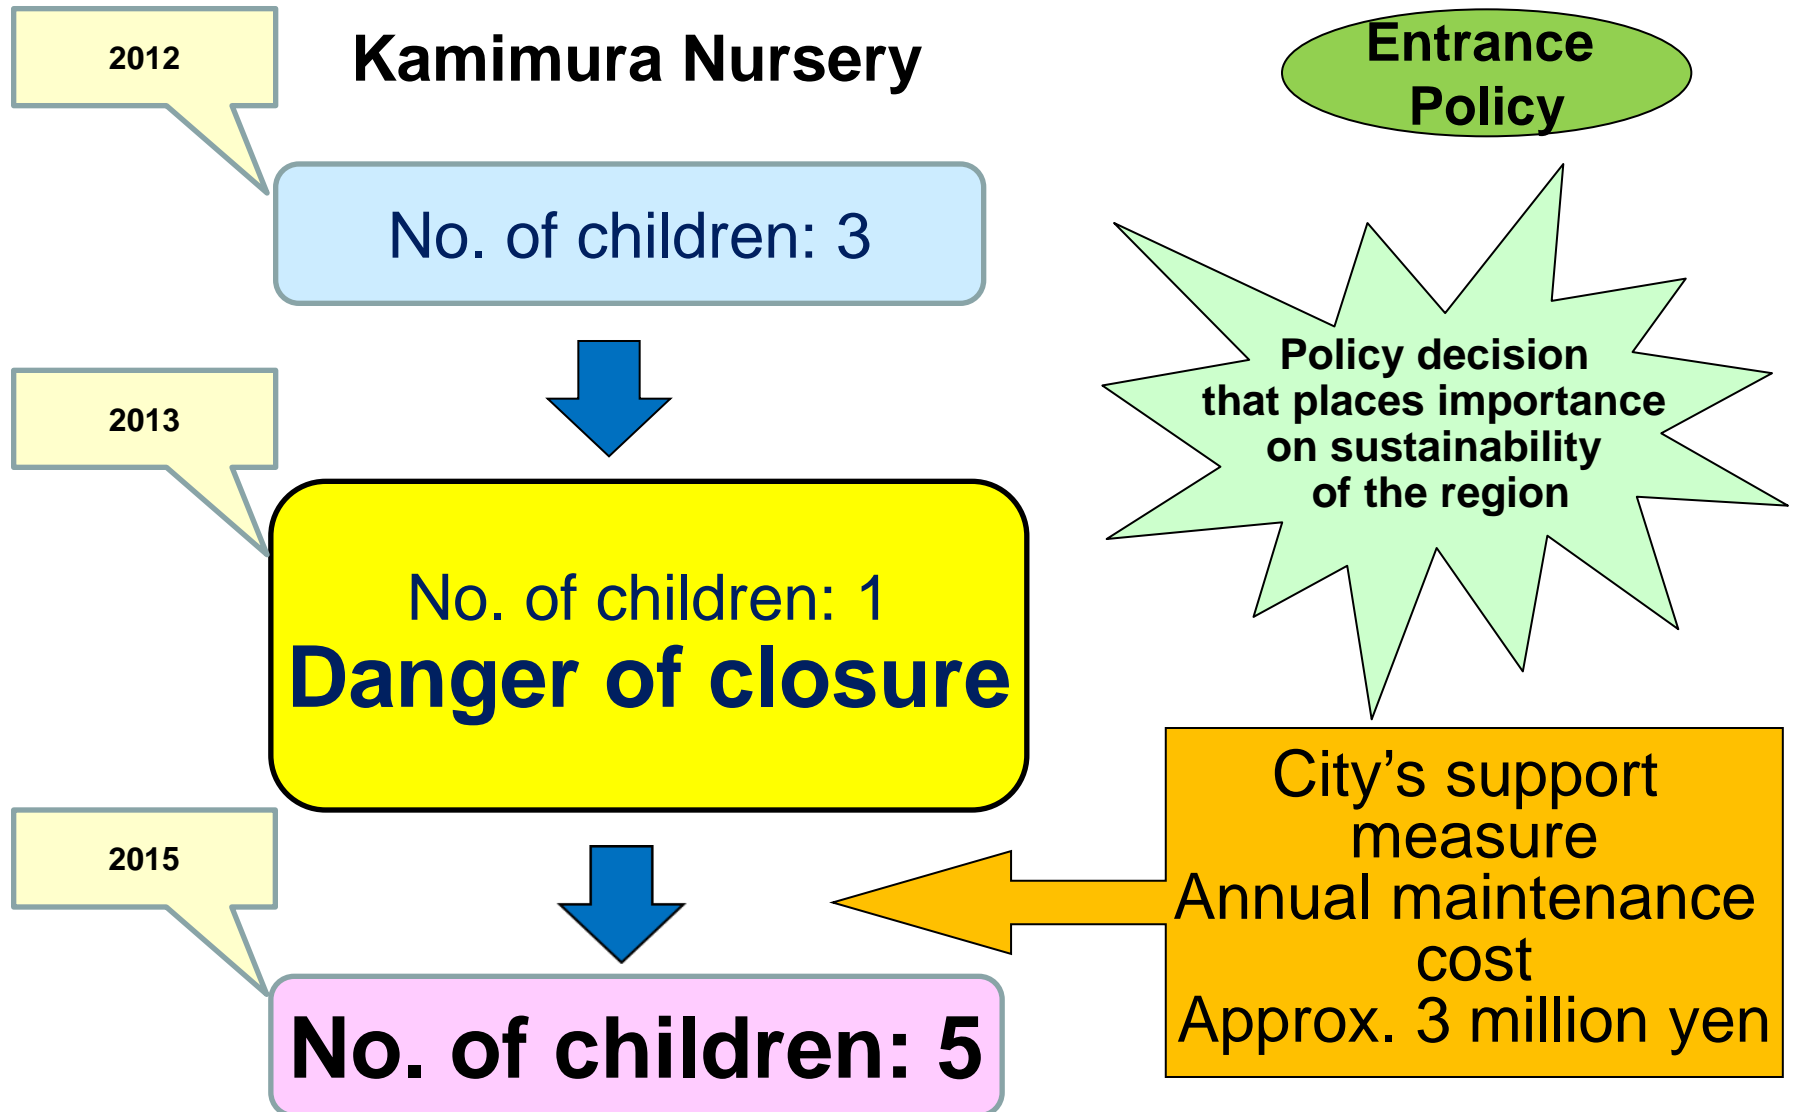 2012
Kamimura Nursery
Entrance
Policy
No. of children: 3
Policy decision
that places importance
on sustainability
of the region
2013
No. of children: 1
Danger of closure
City’s support
measure
Annual maintenance
cost
Approx. 3 million yen
2015
No. of children: 5